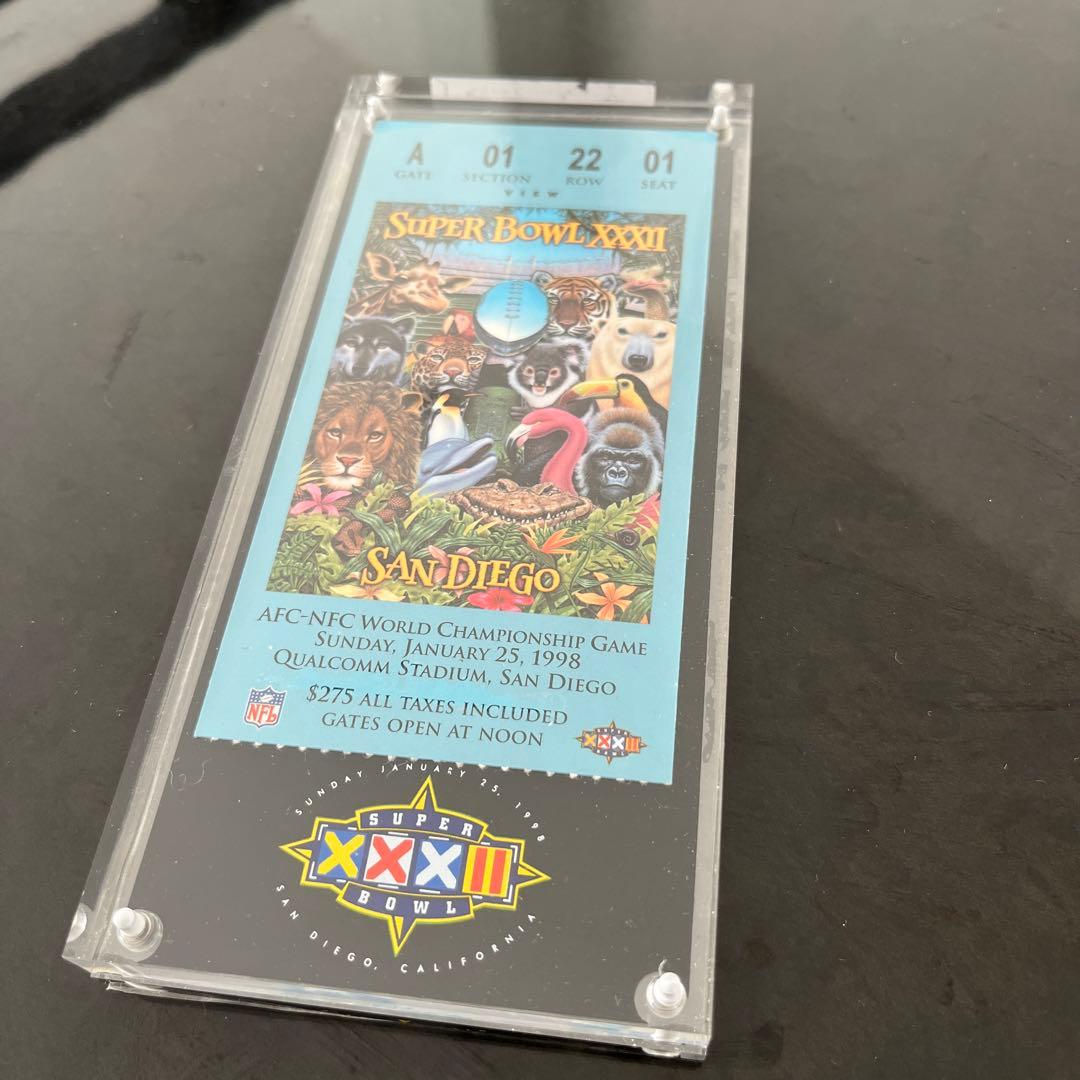 A 01 22 01
GATE SECTION ROW SEAT
VIEW
SUPER BOWL XXXII
SAN DIEGO
AFC-NFC WORLD CHAMPIONSHIP GAME
SUNDAY, JANUARY 25, 1998
QUALCOMM STADIUM, SAN DIEGO
$275 ALL TAXES INCLUDED
GATES OPEN AT NOON
NFL
XXXII
SUNDAY JANUARY 25, 1998
SUPER
XXXII
BOWL
SAN DIEGO, CALIFORNIA